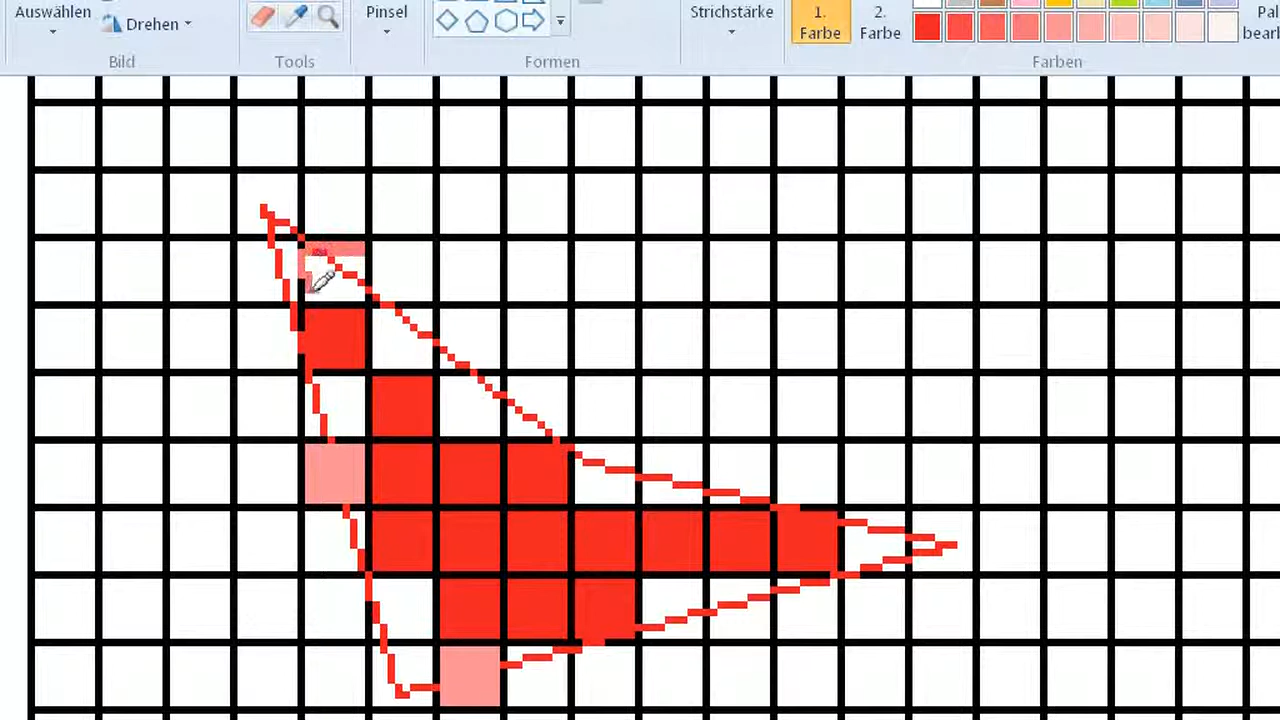 Auswählen
Drehen
Pinsel
Strichstärke
1.
Farbe
2.
Farbe
Bild
Tools
Formen
Farben